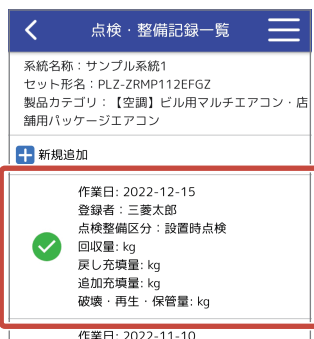 点検・整備記録一覧
系統名称：サンプル系統1
セット形名：PLZ-ZRMP112EFGZ
製品カテゴリ：【空調】ビル用マルチエアコン・店
舗用パッケージエアコン
新規追加
作業日: 2022-12-15
登録者：三菱太郎
点検整備区分：設置時点検
回収量: kg
戻し充填量: kg
追加充填量: kg
破壊・再生・保管量: kg
作業日: 2022-11-10